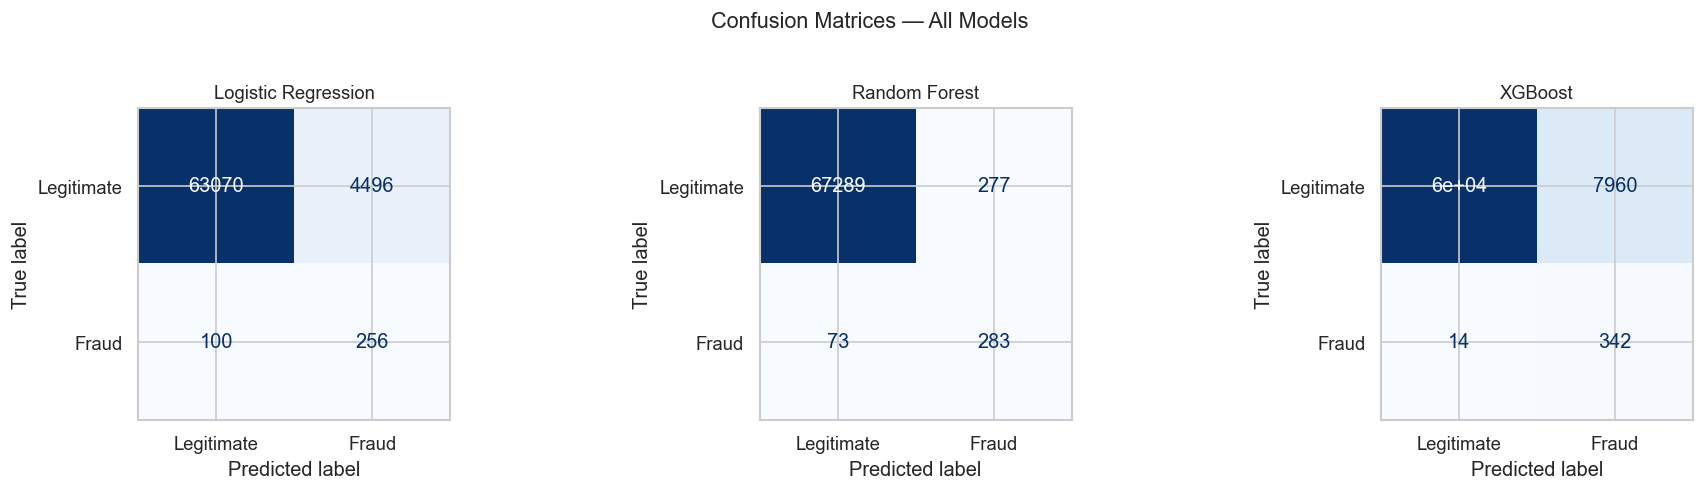 Confusion Matrices — All Models
Logistic Regression
True label
Legitimate
63070
4496
Fraud
100
256
Legitimate
Fraud
Predicted label
Random Forest
True label
Legitimate
67289
277
Fraud
73
283
Legitimate
Fraud
Predicted label
XGBoost
True label
Legitimate
6e+04
7960
Fraud
14
342
Legitimate
Fraud
Predicted label